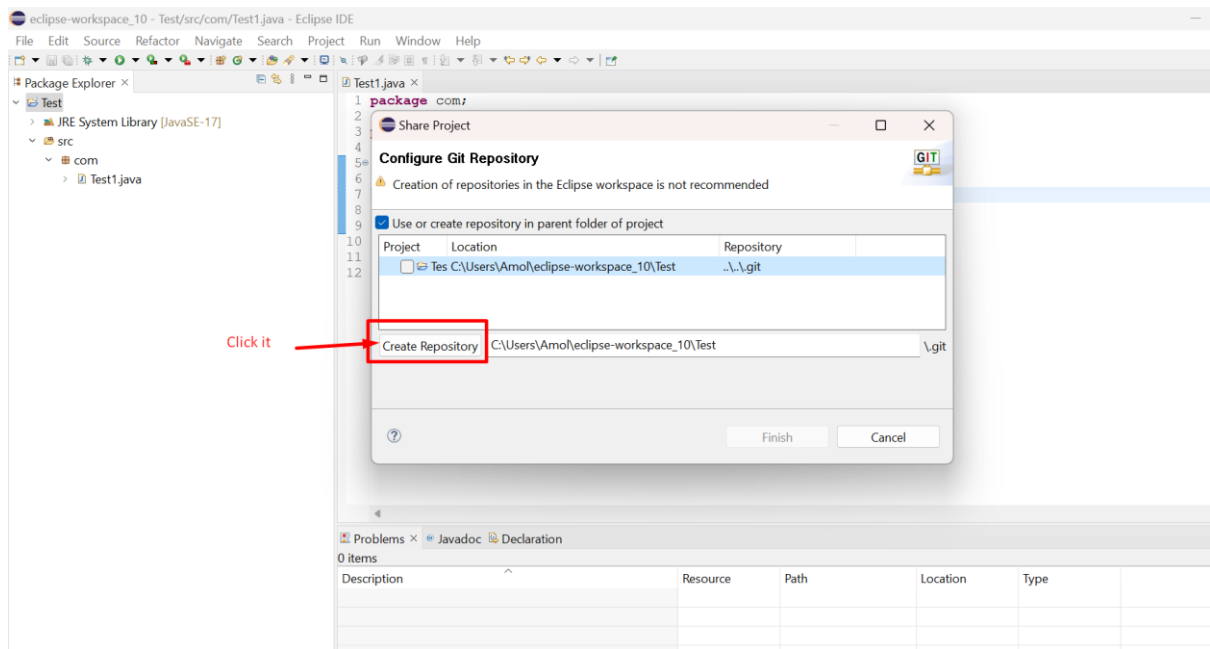 eclipse-workspace_10 - Test/src/com/Test1.java - Eclipse IDE
File Edit Source Refactor Navigate Search Project Run Window Help
Package Explorer ×
Test
JRE System Library [JavaSE-17]
src
com
Test1.java
Test1.java ×
1 package com;
2
3
4
5
6
7
8
9
10
11
12
Share Project
Configure Git Repository
GIT
Creation of repositories in the Eclipse workspace is not recommended
Use or create repository in parent folder of project
Project Location Repository
Tes C:\Users\Amol\eclipse-workspace_10\Test ..\..\.git
Click it
Create Repository C:\Users\Amol\eclipse-workspace_10\Test \.git
Finish Cancel
Problems × Javadoc Declaration
0 items
Description Resource Path Location Type